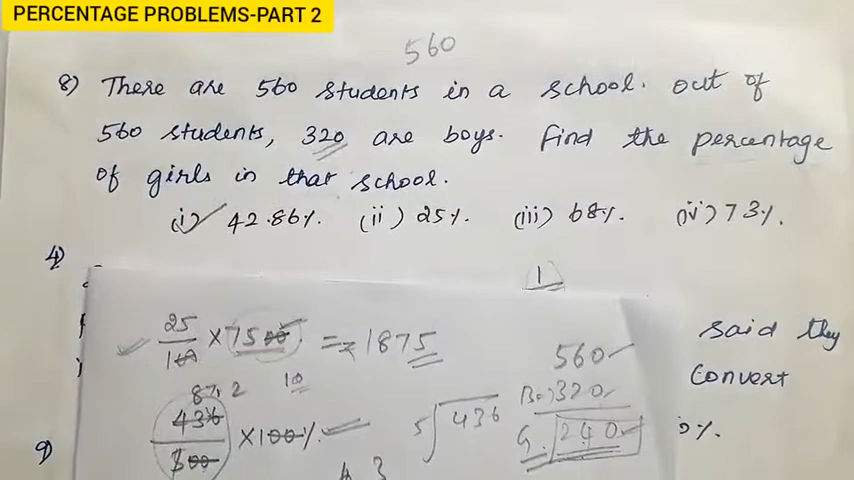 PERCENTAGE PROBLEMS-PART 2
560
8) There are 560 students in a school. out of
560 students, 320 are boys. Find the percentage
of girls in that school.
(i) 42.86%. (ii) 25%. (iii) 68%. (iv) 73%.
4)
1
25/100 × 7500 = 1875
said they
560
convert
87.2 10
B=)320
436/500 × 100%
5 436
G. 240
0%.
9)